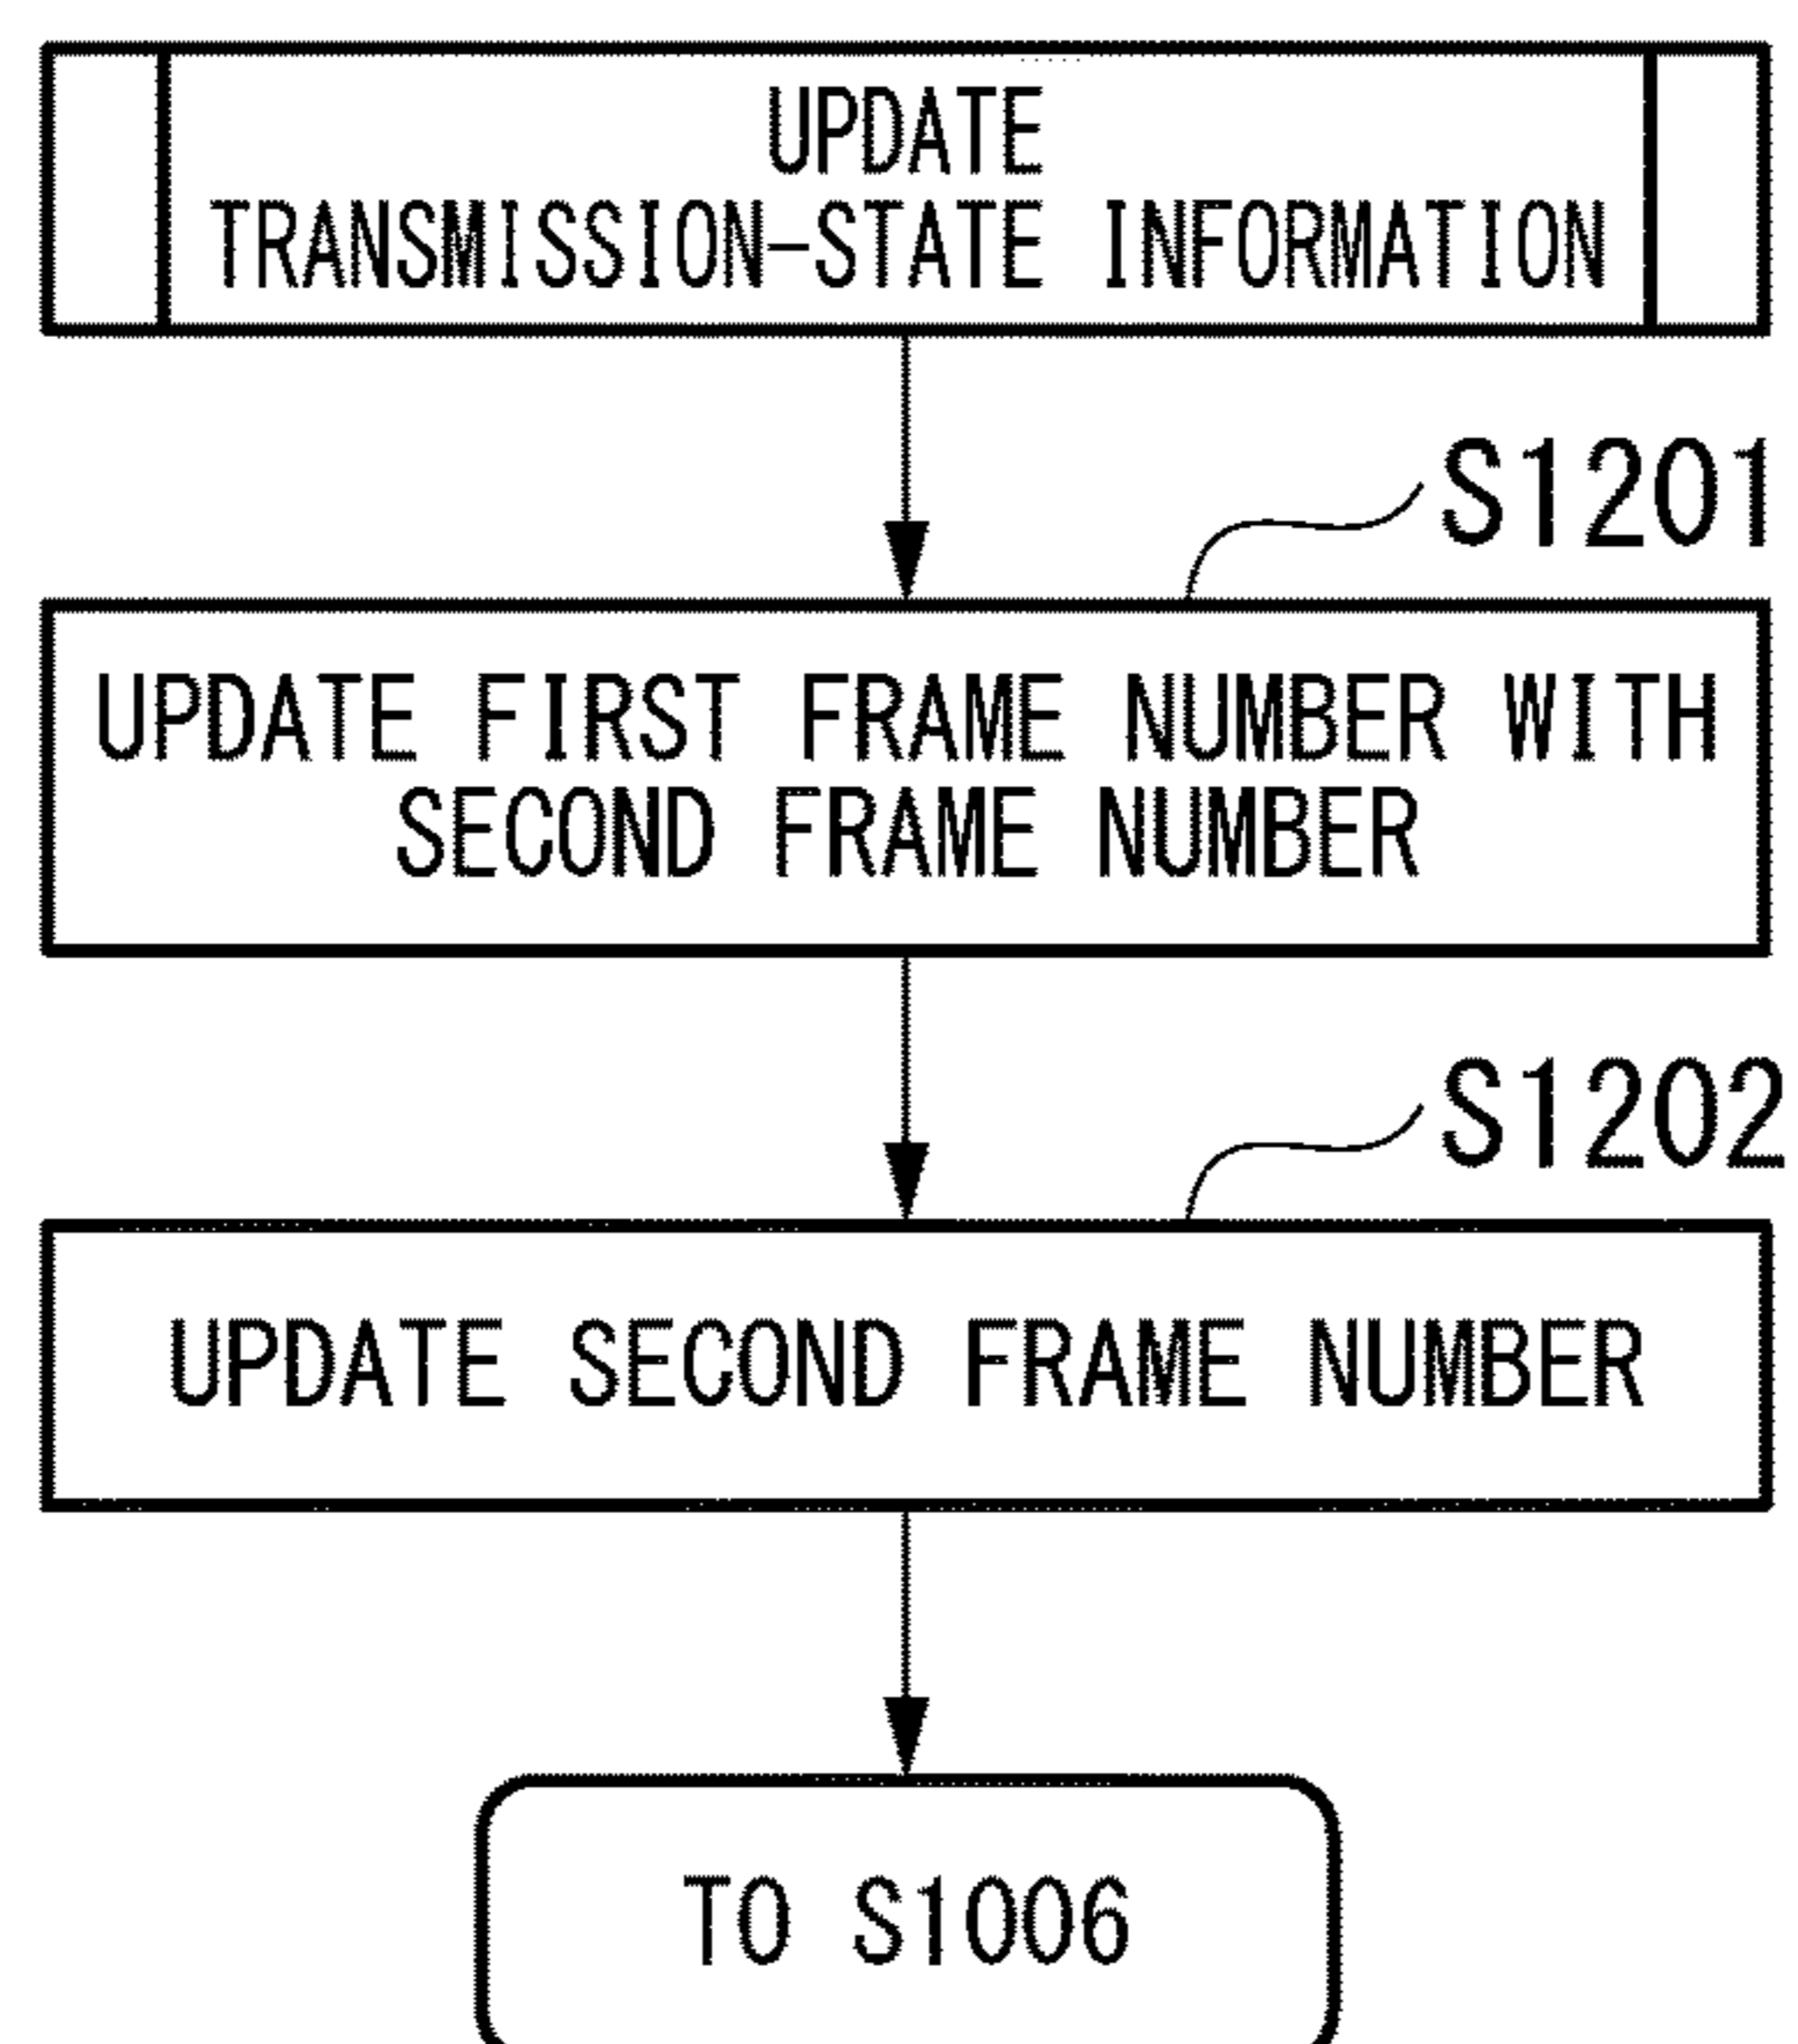 UPDATE
TRANSMISSION-STATE INFORMATION
S1201
UPDATE FIRST FRAME NUMBER WITH
SECOND FRAME NUMBER
S1202
UPDATE SECOND FRAME NUMBER
TO S1006